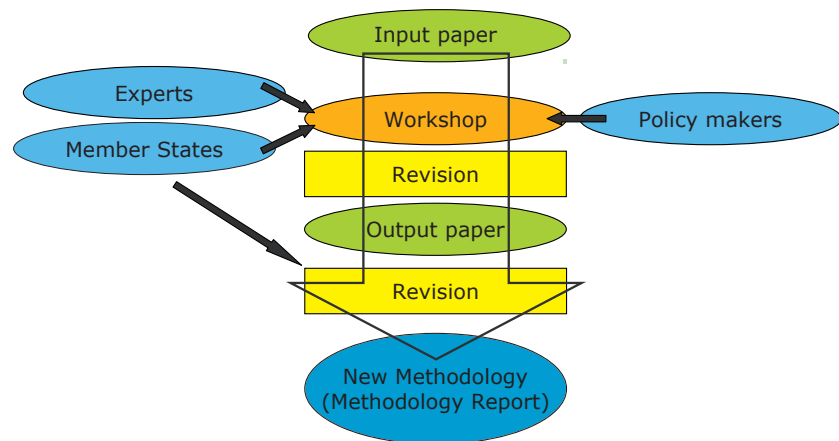 Input paper
Experts
Workshop
Policy makers
Member States
Revision
Output paper
Revision
New Methodology
(Methodology Report)